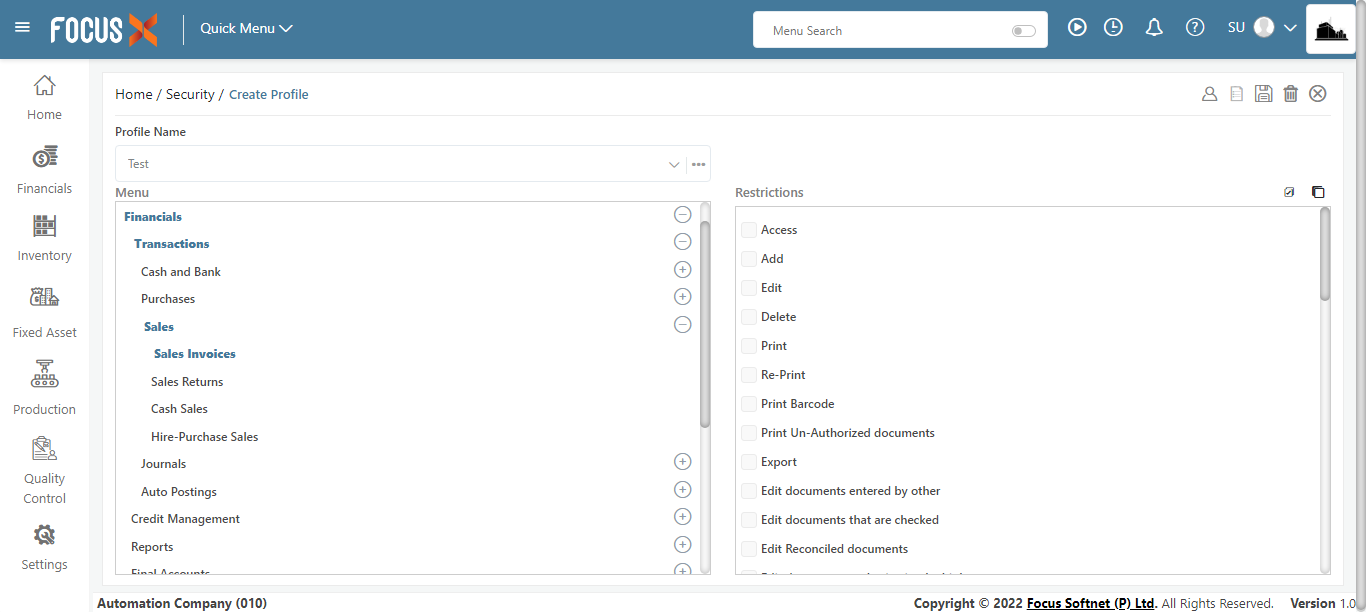 FOCUS X
Quick Menu
Menu Search
SU
Home
Financials
Inventory
Fixed Asset
Production
Quality
Control
Settings
Home / Security / Create Profile
Profile Name
Test
Menu
Financials
Transactions
Cash and Bank
Purchases
Sales
Sales Invoices
Sales Returns
Cash Sales
Hire-Purchase Sales
Journals
Auto Postings
Credit Management
Reports
Final Accounts
Restrictions
Access
Add
Edit
Delete
Print
Re-Print
Print Barcode
Print Un-Authorized documents
Export
Edit documents entered by other
Edit documents that are checked
Edit Reconciled documents
Automation Company (010)
Copyright © 2022 Focus Softnet (P) Ltd. All Rights Reserved. Version 1.0